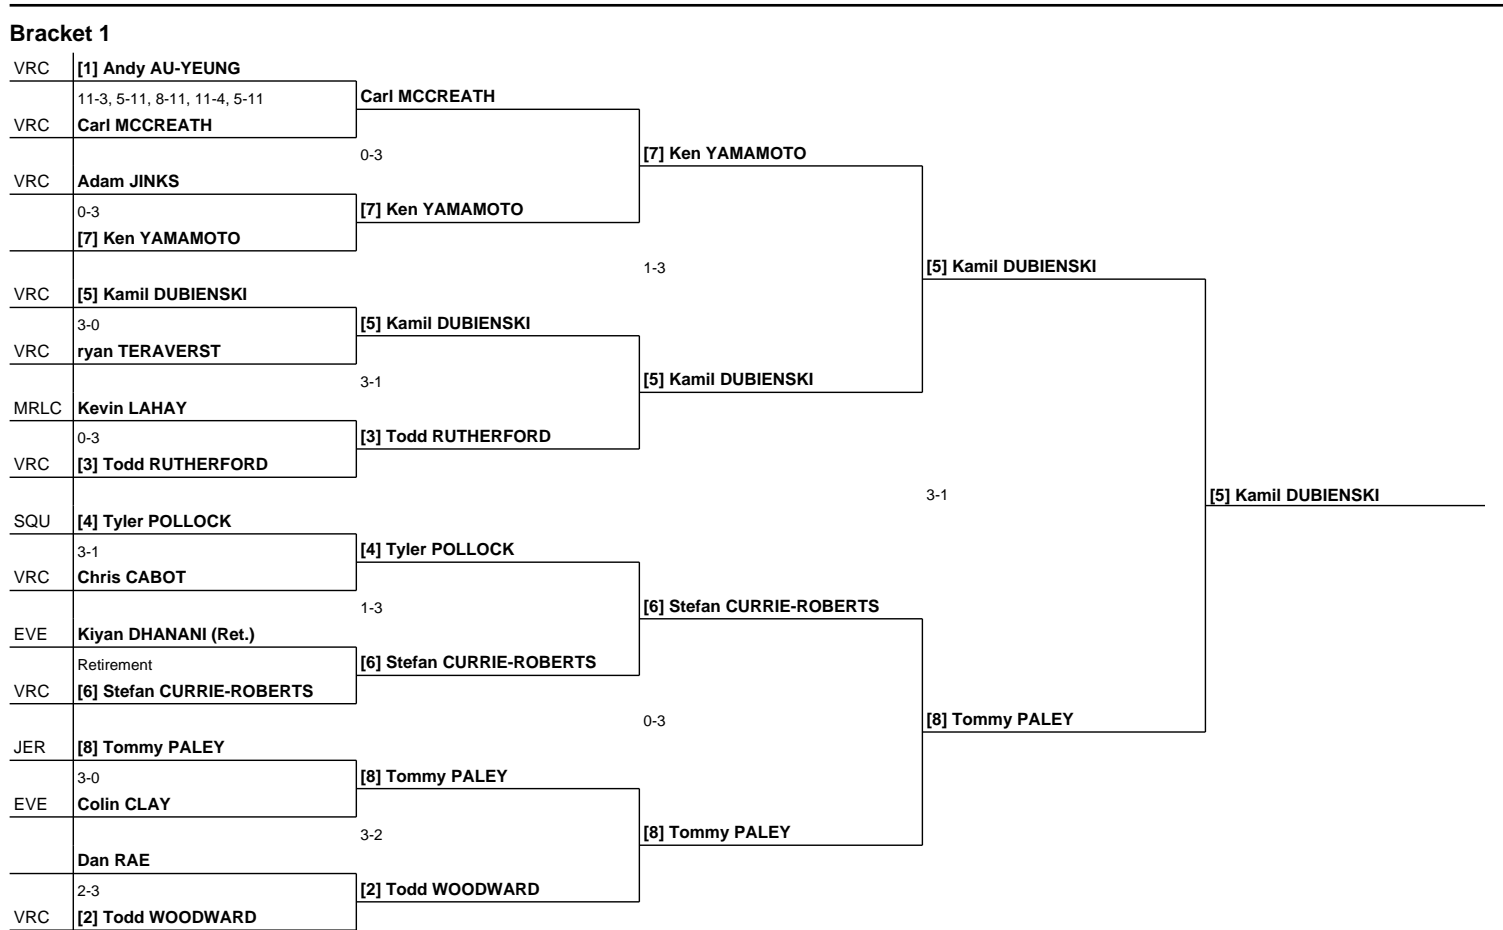 Bracket 1
VRC [1] Andy AU-YEUNG
11-3, 5-11, 8-11, 11-4, 5-11 Carl MCCREATH
VRC Carl MCCREATH
0-3 [7] Ken YAMAMOTO
VRC Adam JINKS
0-3 [7] Ken YAMAMOTO
[7] Ken YAMAMOTO
1-3 [5] Kamil DUBIENSKI
VRC [5] Kamil DUBIENSKI
3-0 [5] Kamil DUBIENSKI
VRC ryan TERAVERST
3-1 [5] Kamil DUBIENSKI
MRLC Kevin LAHAY
0-3 [3] Todd RUTHERFORD
VRC [3] Todd RUTHERFORD
3-1 [5] Kamil DUBIENSKI
SQU [4] Tyler POLLOCK
3-1 [4] Tyler POLLOCK
VRC Chris CABOT
1-3 [6] Stefan CURRIE-ROBERTS
EVE Kiyan DHANANI (Ret.)
Retirement [6] Stefan CURRIE-ROBERTS
VRC [6] Stefan CURRIE-ROBERTS
0-3 [8] Tommy PALEY
JER [8] Tommy PALEY
3-0 [8] Tommy PALEY
EVE Colin CLAY
3-2 [8] Tommy PALEY
Dan RAE
2-3 [2] Todd WOODWARD
VRC [2] Todd WOODWARD